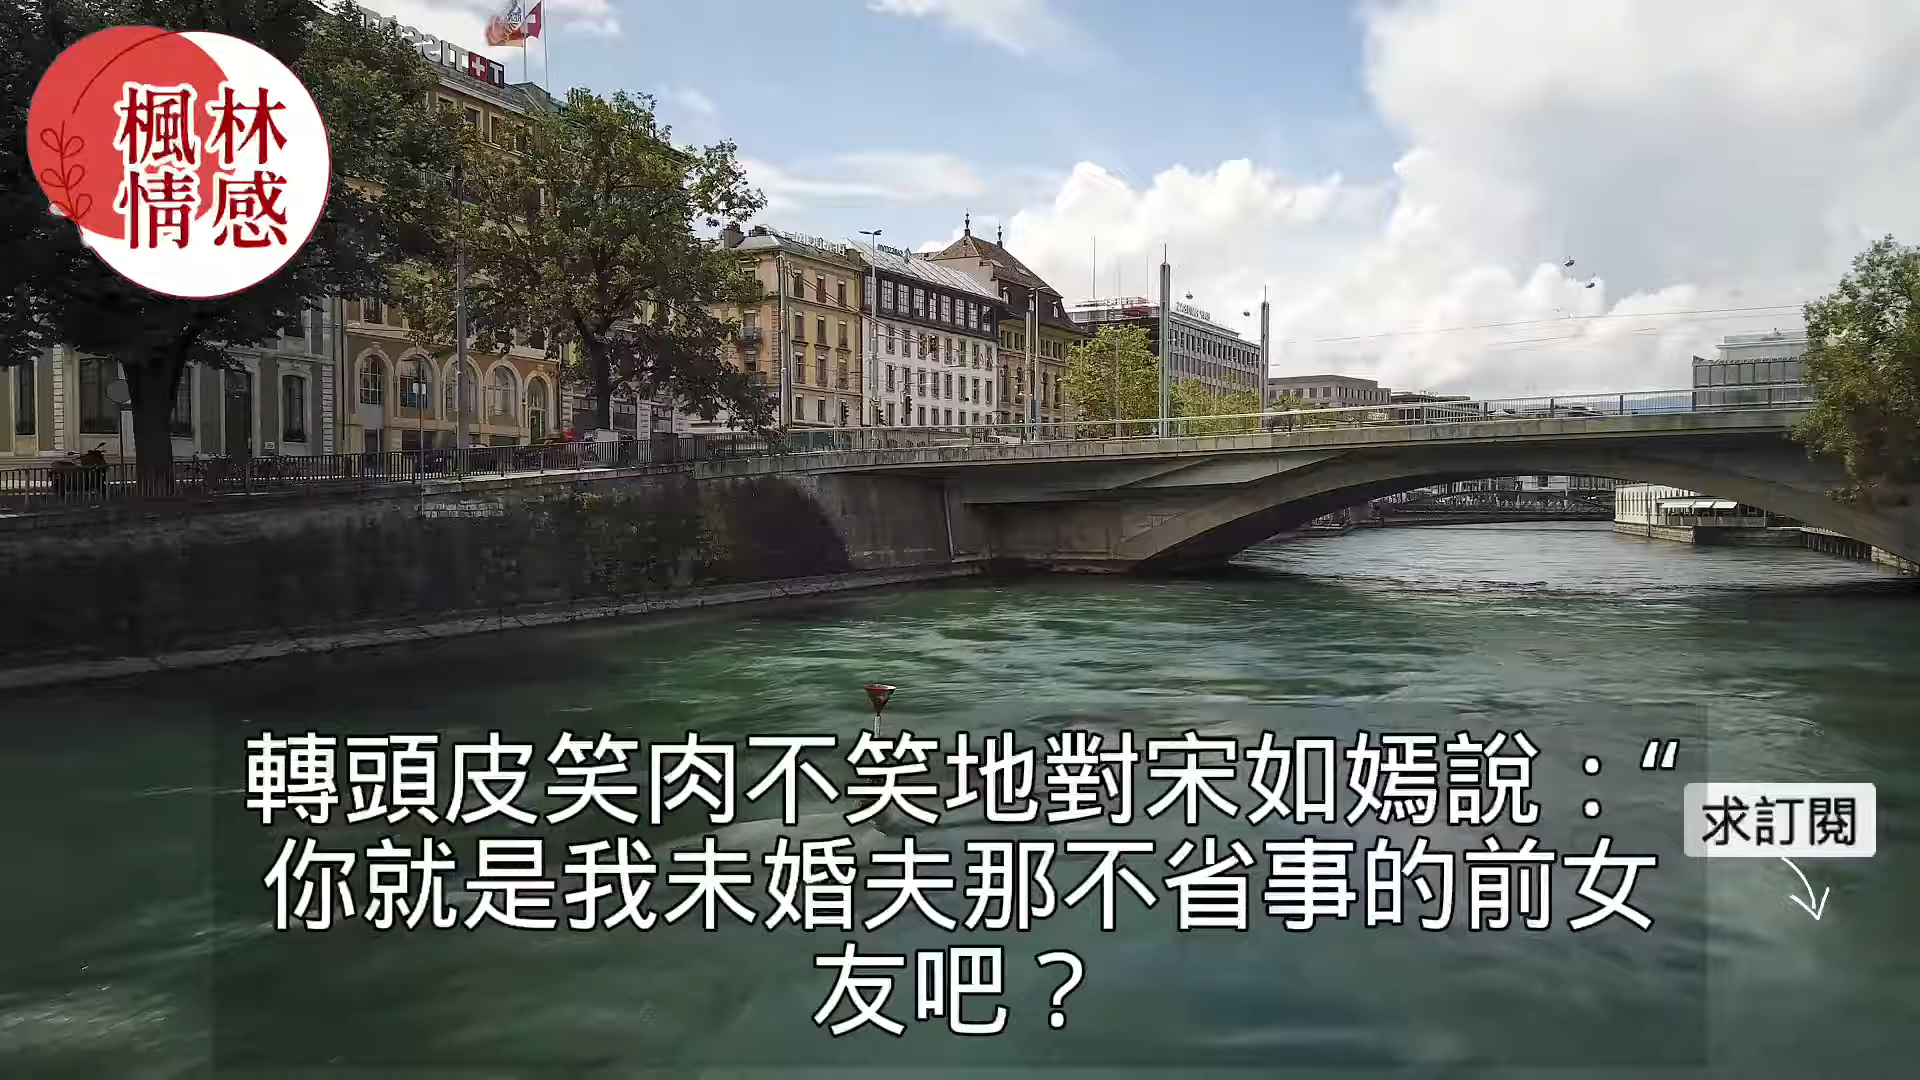 楓林
情感
TISSOT
轉頭皮笑肉不笑地對宋如嫣說：“
你就是我未婚夫那不省事的前女
友吧？
求訂閱